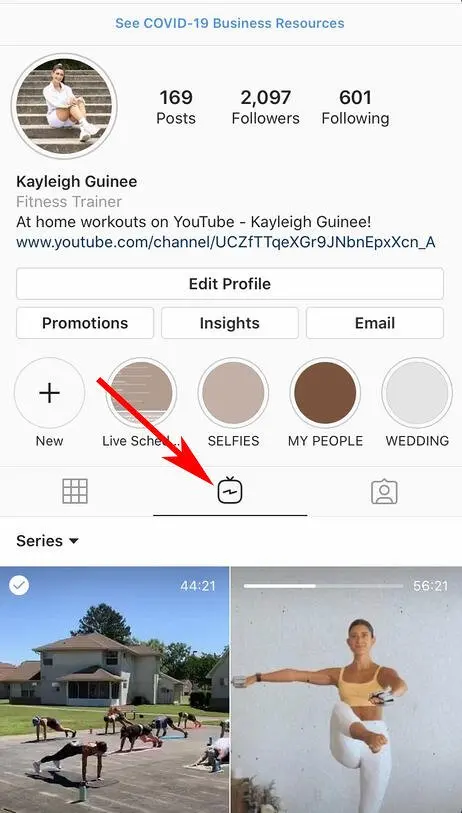 See COVID-19 Business Resources
169 2,097 601
Posts Followers Following
Kayleigh Guinee
Fitness Trainer
At home workouts on YouTube - Kayleigh Guinee!
www.youtube.com/channel/UCZfTTqeXGr9JNbnEpxXcn_A
Edit Profile
Promotions Insights Email
New Live Sched... SELFIES MY PEOPLE WEDDING
Series
44:21 56:21